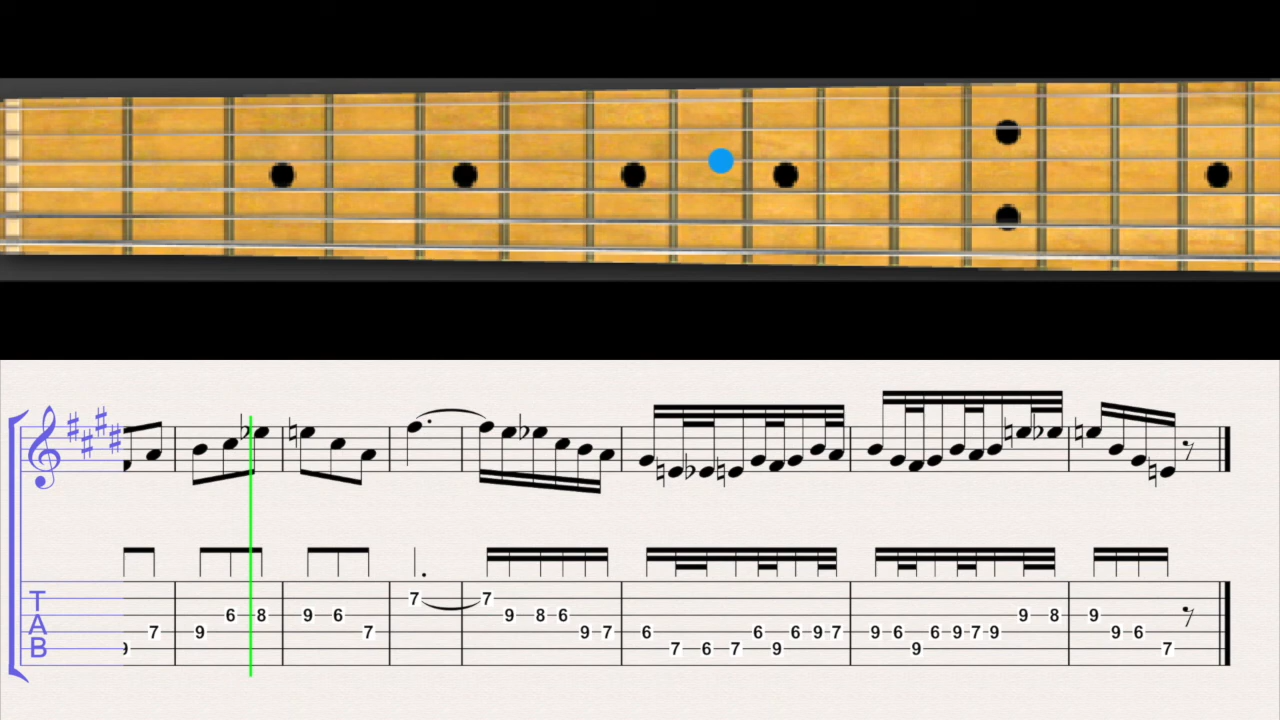 T 7 7
6 8 9 6 9 8 6 9 8 9
A 7 9 7 9 7 6 6 6 9 7 9 6 6 9 7 9 9 6
B 9 7 6 7 9 9 7